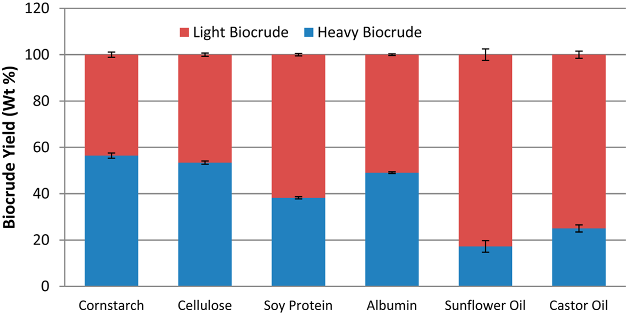 120
Light Biocrude Heavy Biocrude
100
80
60
40
20
0
Biocrude Yield (Wt %)
Cornstarch Cellulose Soy Protein Albumin Sunflower Oil Castor Oil